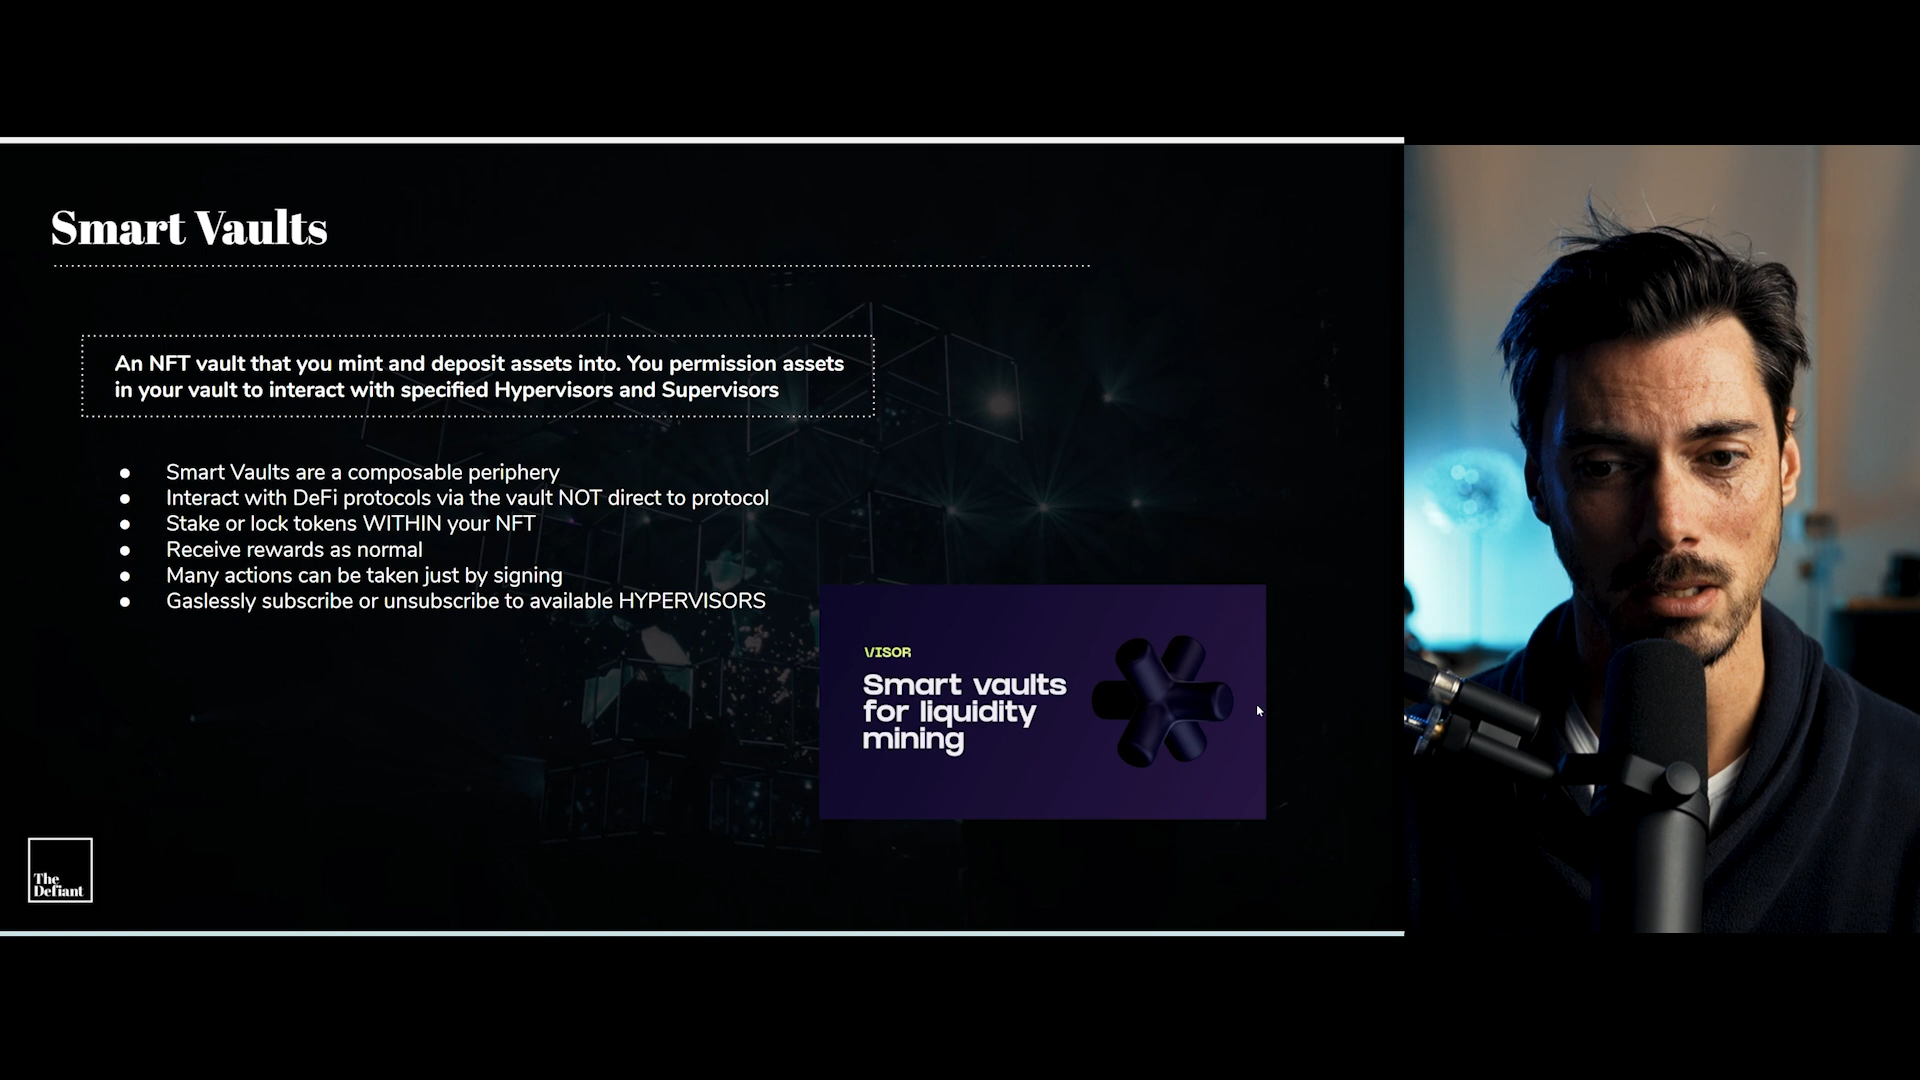 Smart Vaults
An NFT vault that you mint and deposit assets into. You permission assets
in your vault to interact with specified Hypervisors and Supervisors
● Smart Vaults are a composable periphery
● Interact with DeFi protocols via the vault NOT direct to protocol
● Stake or lock tokens WITHIN your NFT
● Receive rewards as normal
● Many actions can be taken just by signing
● Gaslessly subscribe or unsubscribe to available HYPERVISORS
VISOR
Smart vaults
for liquidity
mining
The
Defiant